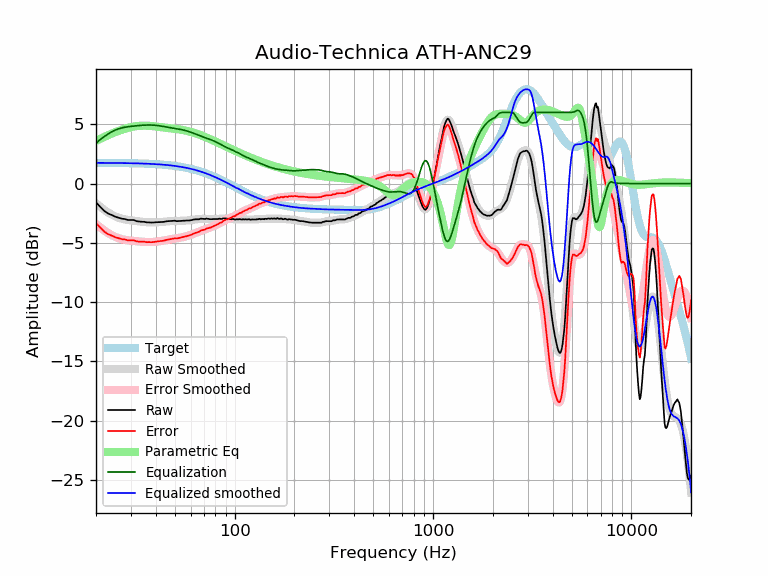 Audio-Technica ATH-ANC29
Amplitude (dBr)
5
0
−5
−10
−15
−20
−25
Target
Raw Smoothed
Error Smoothed
Raw
Error
Parametric Eq
Equalization
Equalized smoothed
100 1000 10000
Frequency (Hz)